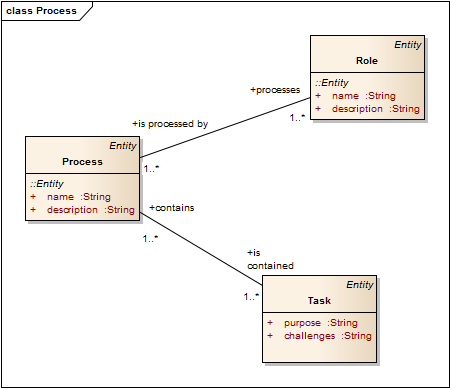 class Process
Entity
Role
::Entity
+ name :String
+ description :String
+processes
1..*
+is processed by
1..*
Entity
Process
::Entity
+ name :String
+ description :String
+contains
1..*
+is
contained
1..*
Entity
Task
+ purpose :String
+ challenges :String